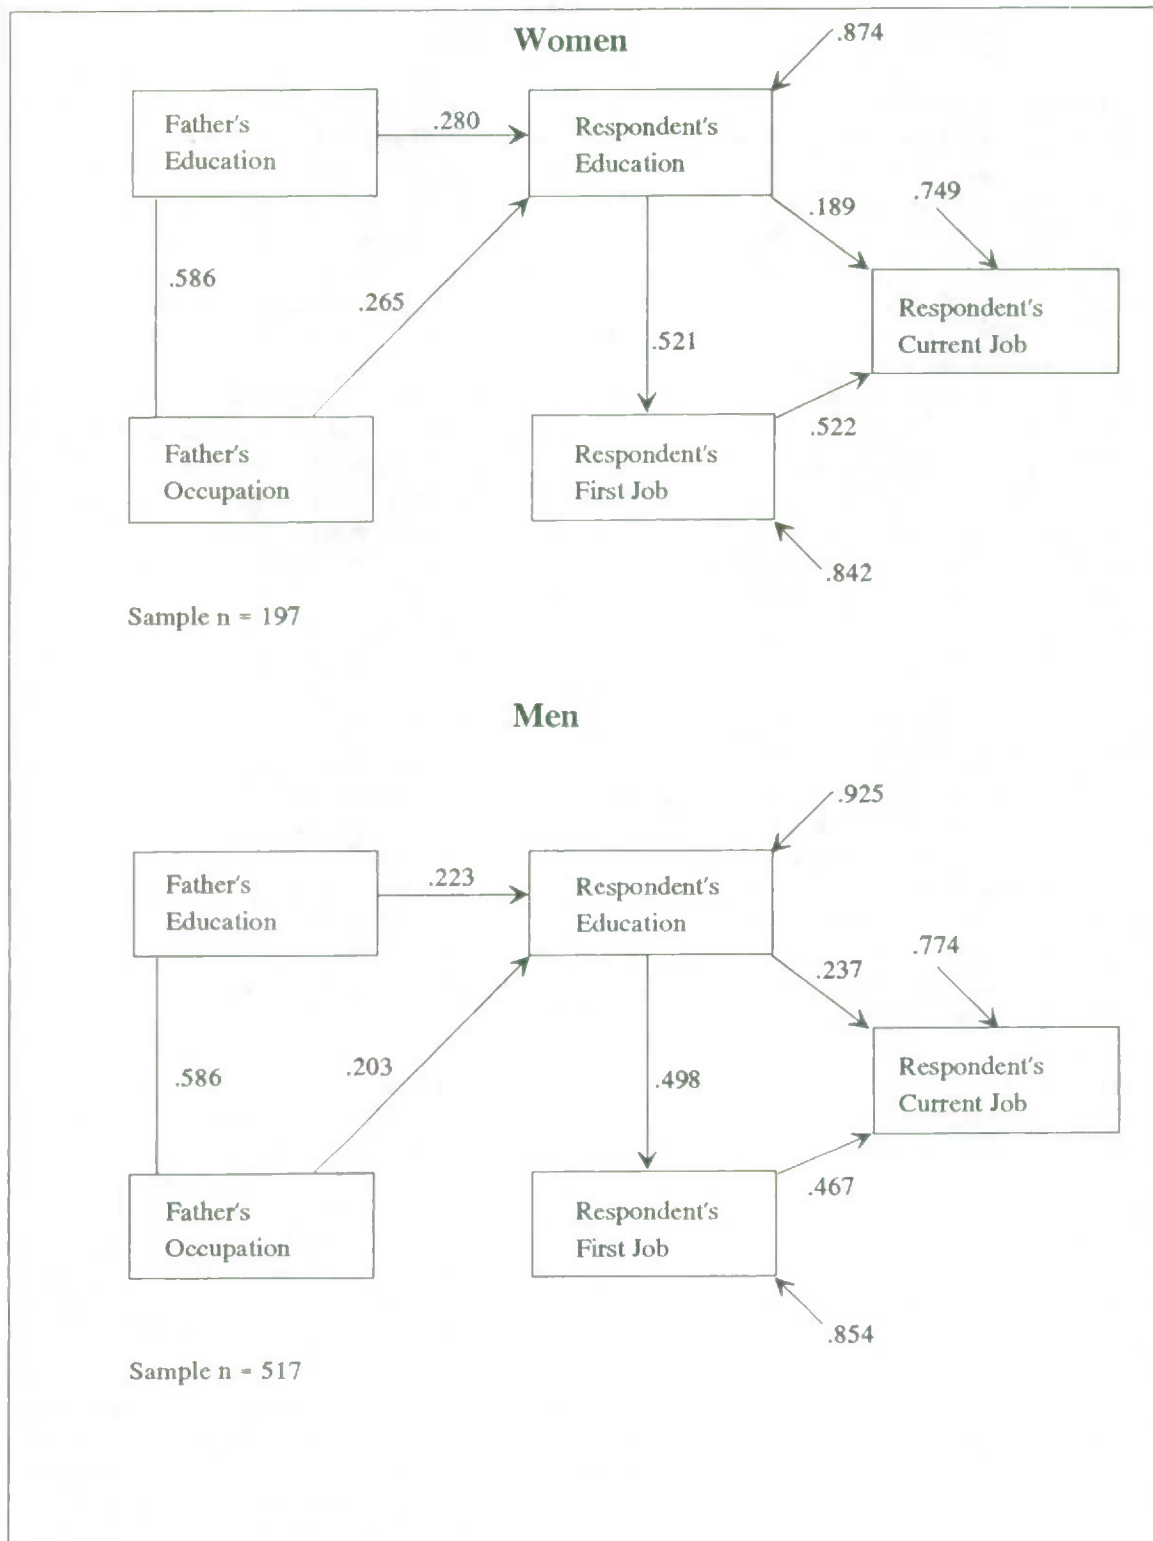 Women
.874
Father's
Education
.280
Respondent's
Education
.189
.749
.586
.265
.521
Respondent's
Current Job
.522
Father's
Occupation
Respondent's
First Job
.842
Sample n = 197
Men
.925
Father's
Education
.223
Respondent's
Education
.237
.774
.586
.203
.498
Respondent's
Current Job
.467
Father's
Occupation
Respondent's
First Job
.854
Sample n = 517